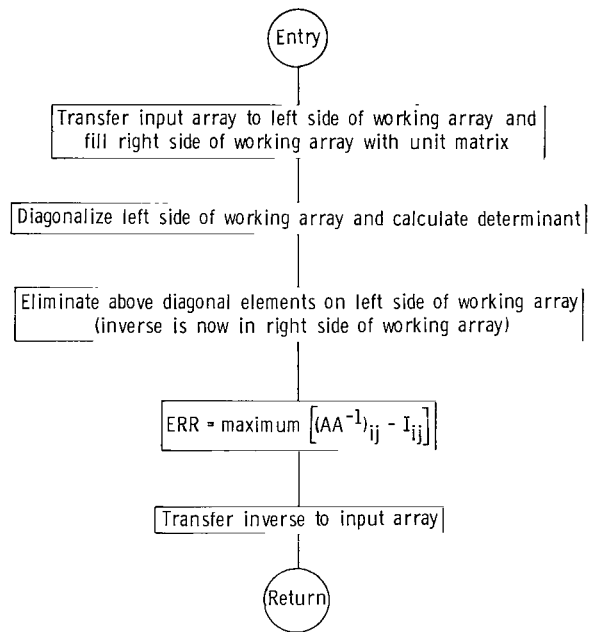 Entry
Transfer input array to left side of working array and
fill right side of working array with unit matrix
Diagonalize left side of working array and calculate determinant
Eliminate above diagonal elements on left side of working array
(inverse is now in right side of working array)
ERR = maximum [(AA⁻¹)ᵢⱼ - Iᵢⱼ]
Transfer inverse to input array
Return